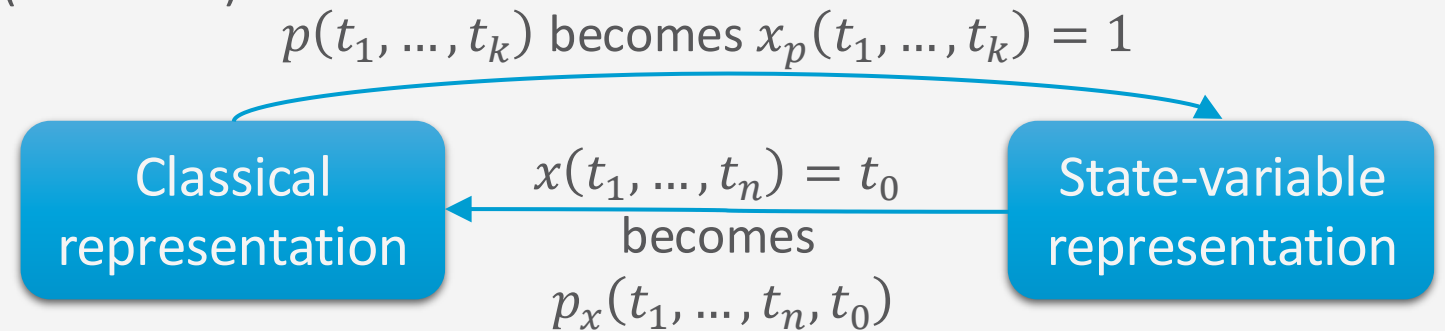 p(t₁, …, tₖ) becomes xₚ(t₁, …, tₖ) = 1
Classical
representation
x(t₁, …, tₙ) = t₀
becomes
pₓ(t₁, …, tₙ, t₀)
State-variable
representation